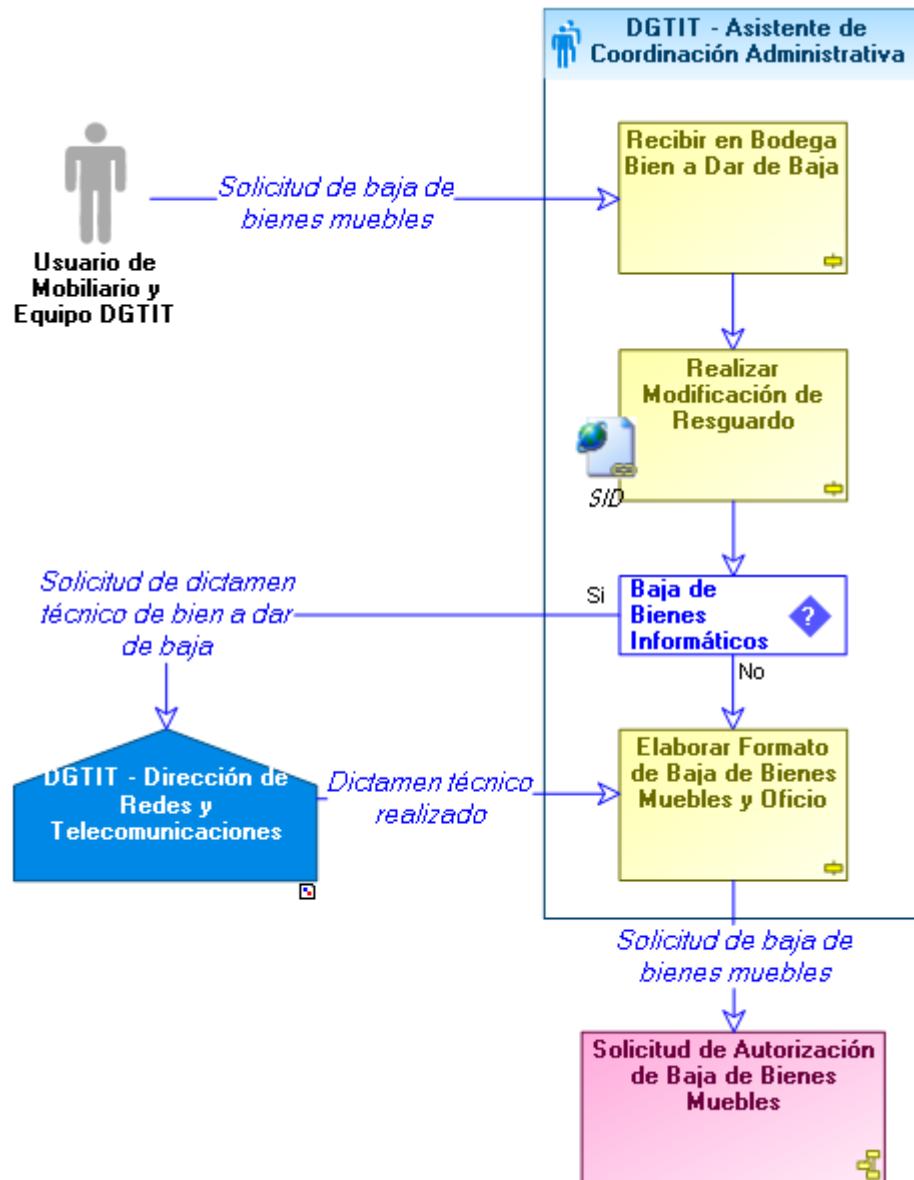 DGTIT - Asistente de
Coordinación Administrativa
Recibir en Bodega
Bien a Dar de Baja
Solicitud de baja de
bienes muebles
Usuario de
Mobiliario y
Equipo DGTIT
Realizar
Modificación de
Resguardo
SID
Solicitud de dictamen
técnico de bien a dar
de baja
Si
Baja de
Bienes
Informáticos
?
No
DGTIT - Dirección de
Redes y
Telecomunicaciones
Dictamen técnico
realizado
Elaborar Formato
de Baja de Bienes
Muebles y Oficio
Solicitud de baja de
bienes muebles
Solicitud de Autorización
de Baja de Bienes
Muebles